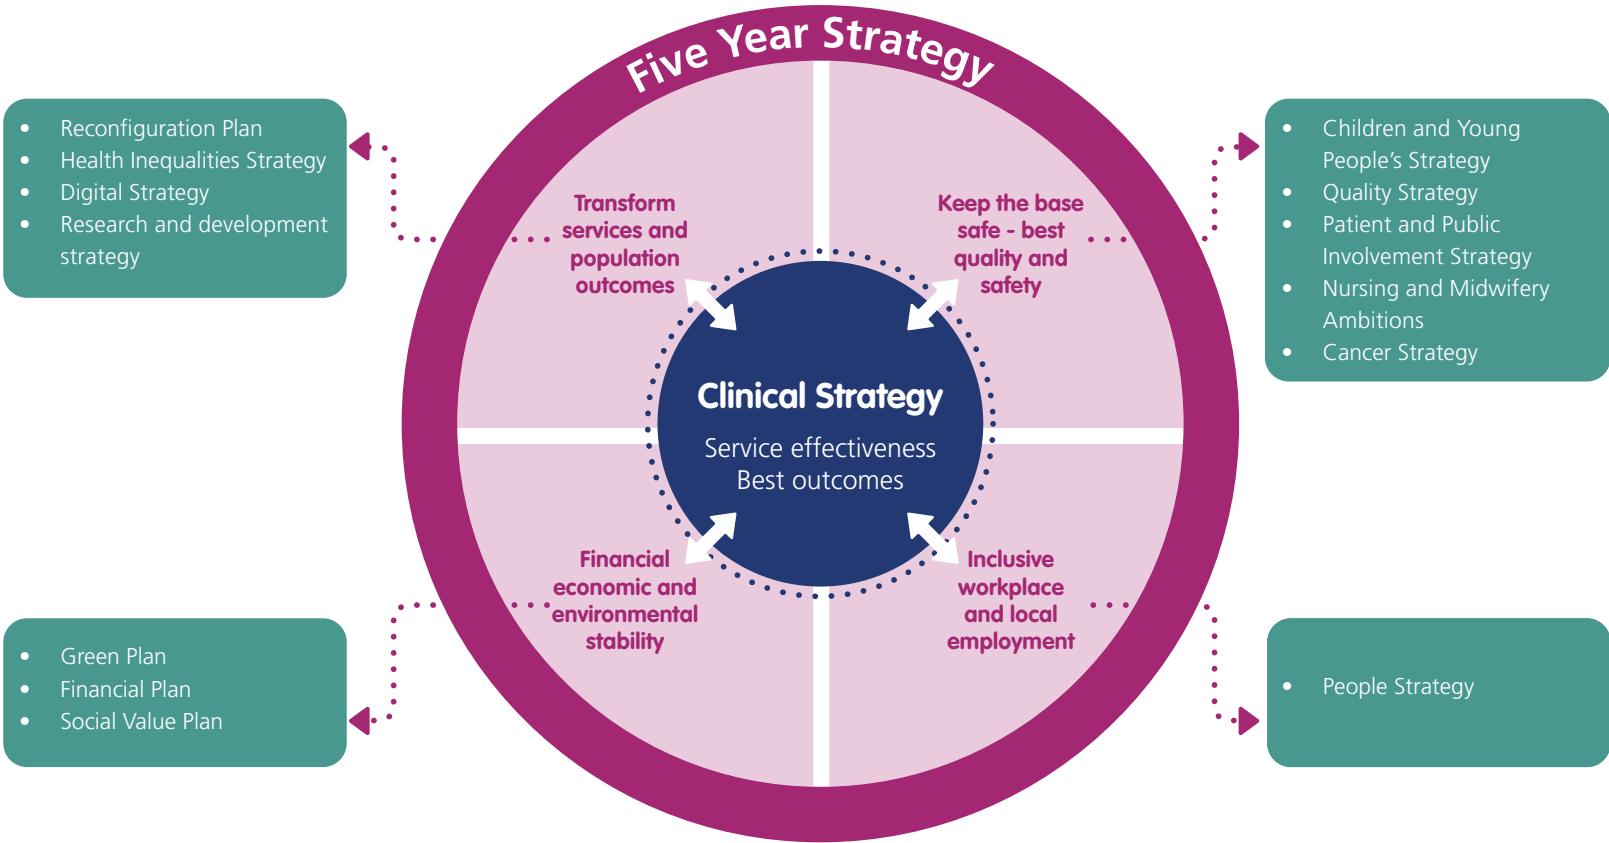 Five Year Strategy
• Reconfiguration Plan
• Health Inequalities Strategy
• Digital Strategy
• Research and development
strategy
Transform
services and
population
outcomes
Keep the base
safe - best
quality and
safety
• Children and Young
People's Strategy
• Quality Strategy
• Patient and Public
Involvement Strategy
• Nursing and Midwifery
Ambitions
• Cancer Strategy
Clinical Strategy
Service effectiveness
Best outcomes
• Green Plan
• Financial Plan
• Social Value Plan
Financial
economic and
environmental
stability
Inclusive
workplace
and local
employment
• People Strategy